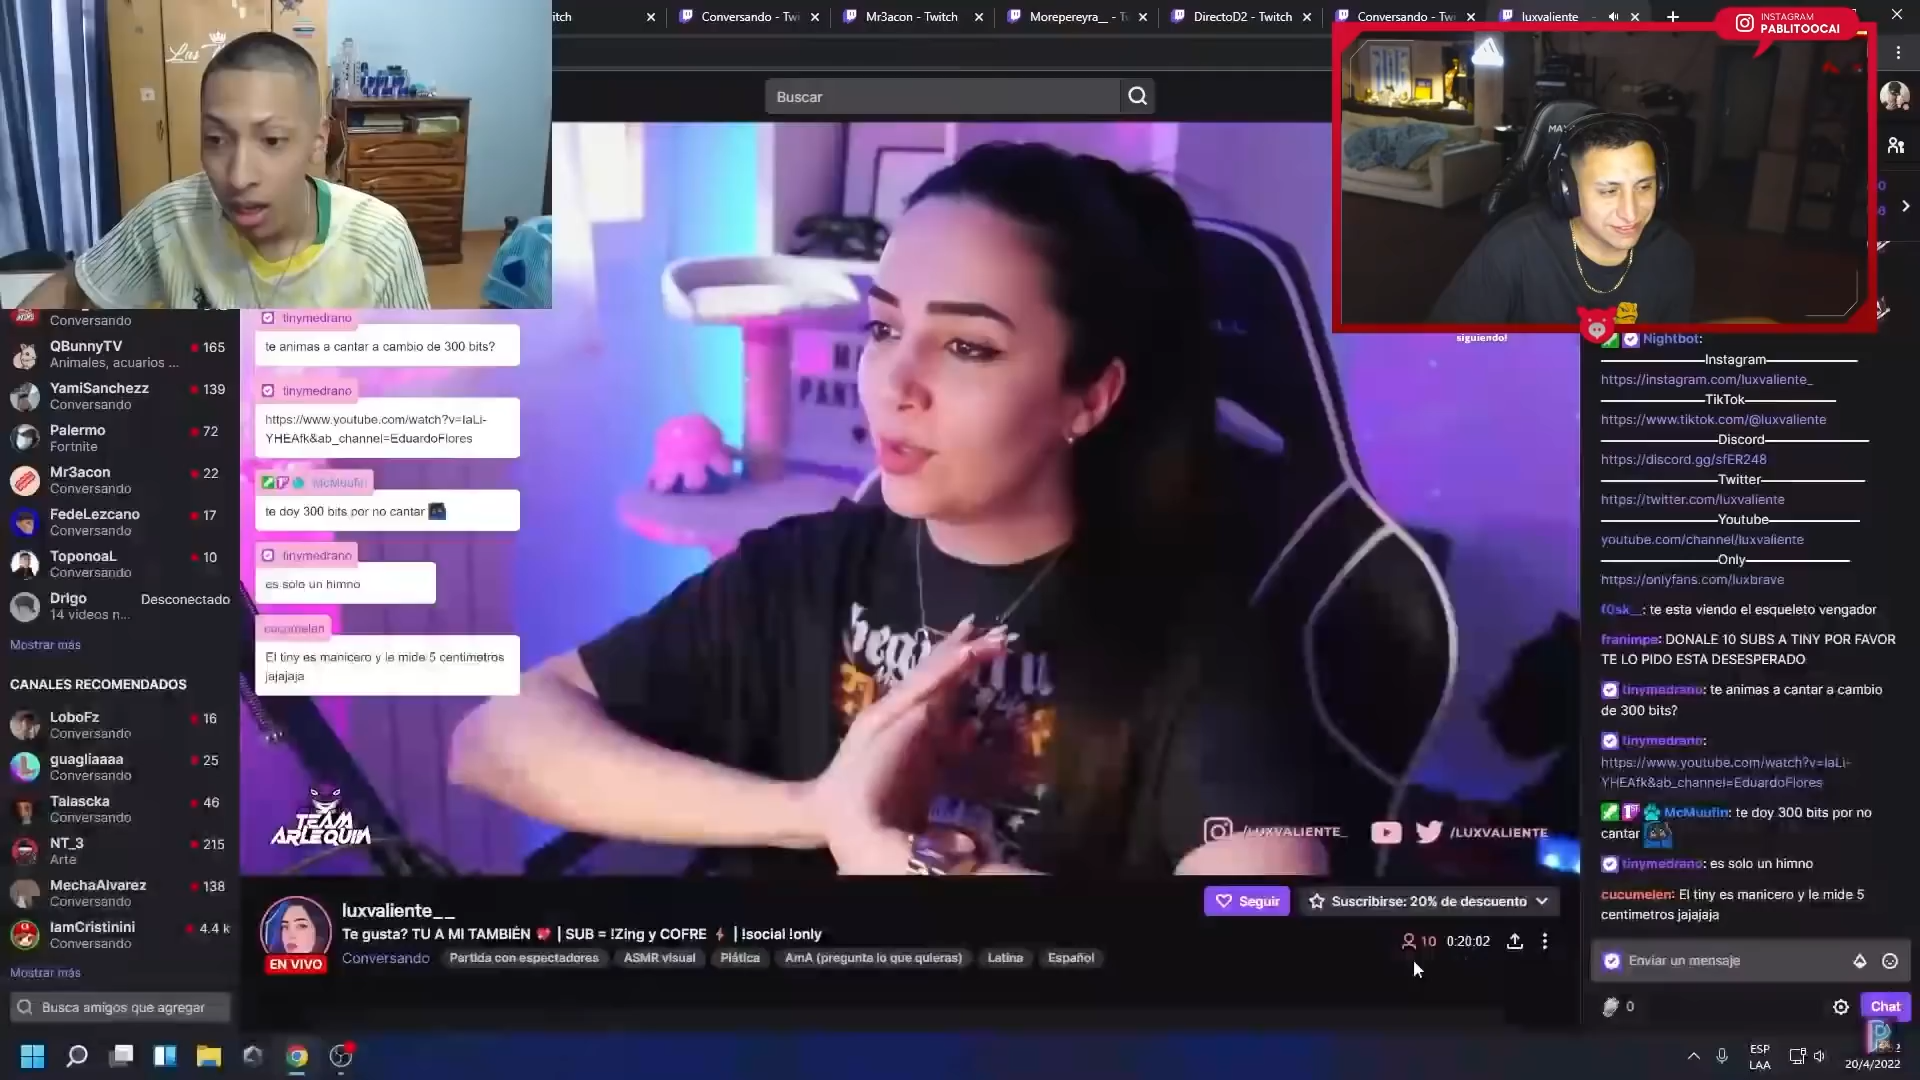 itch
Conversando - Twi
Mr3acon - Twitch
Morepereyra__ - T
DirectoD2 - Twitch
Conversando - Tw
luxvaliente
INSTAGRAM
PABLITOOCAI
Buscar
siguiendo!
Conversando
QBunnyTV
165
Animales, acuarios ...
YamiSanchezz
139
Conversando
Palermo
72
Fortnite
Mr3acon
22
Conversando
FedeLezcano
17
Conversando
ToponoaL
10
Conversando
Drigo
Desconectado
14 videos n...
Mostrar más
CANALES RECOMENDADOS
LoboFz
16
Conversando
guagliaaaa
25
Conversando
Taiascka
46
Conversando
NT_3
215
Arte
MechaAlvarez
138
Conversando
IamCristinini
4.4 k
Conversando
Mostrar más
Busca amigos que agregar
tinymedrano
te animas a cantar a cambio de 300 bits?
tinymedrano
https://www.youtube.com/watch?v=IaLi-
YHEAfk&ab_channel=EduardoFlores
McMuufin
te doy 300 bits por no cantar
tinymedrano
es solo un himno
cucumelen
El tiny es manicero y le mide 5 centimetros
jajajaja
TEAM
ARLEQUIN
/LUXVALIENTE_
/LUXVALIENTE
luxvaliente__
Te gusta? TU A MI TAMBIÉN 💖 | SUB = !Zing y COFRE ⚡ | !social !only
EN VIVO
Conversando
Partida con espectadores
ASMR visual
Plática
AmA (pregunta lo que quieras)
Latina
Español
Seguir
Suscribirse: 20% de descuento
10
0:20:02
Nightbot:
Instagram
https://instagram.com/luxvaliente_
TikTok
https://www.tiktok.com/@luxvaliente
Discord
https://discord.gg/sfER248
Twitter
https://twitter.com/luxvaliente
Youtube
youtube.com/channel/luxvaliente
Only
https://onlyfans.com/luxbrave
f0sk__: te esta viendo el esqueleto vengador
franimpe: DONALE 10 SUBS A TINY POR FAVOR
TE LO PIDO ESTA DESESPERADO
tinymedrano: te animas a cantar a cambio
de 300 bits?
tinymedrano:
https://www.youtube.com/watch?v=IaLi-
YHEAfk&ab_channel=EduardoFlores
McMuufin: te doy 300 bits por no
cantar
tinymedrano: es solo un himno
cucumelen: El tiny es manicero y le mide 5
centimetros jajajaja
Enviar un mensaje
0
Chat
ESP
LAA
20/4/2022